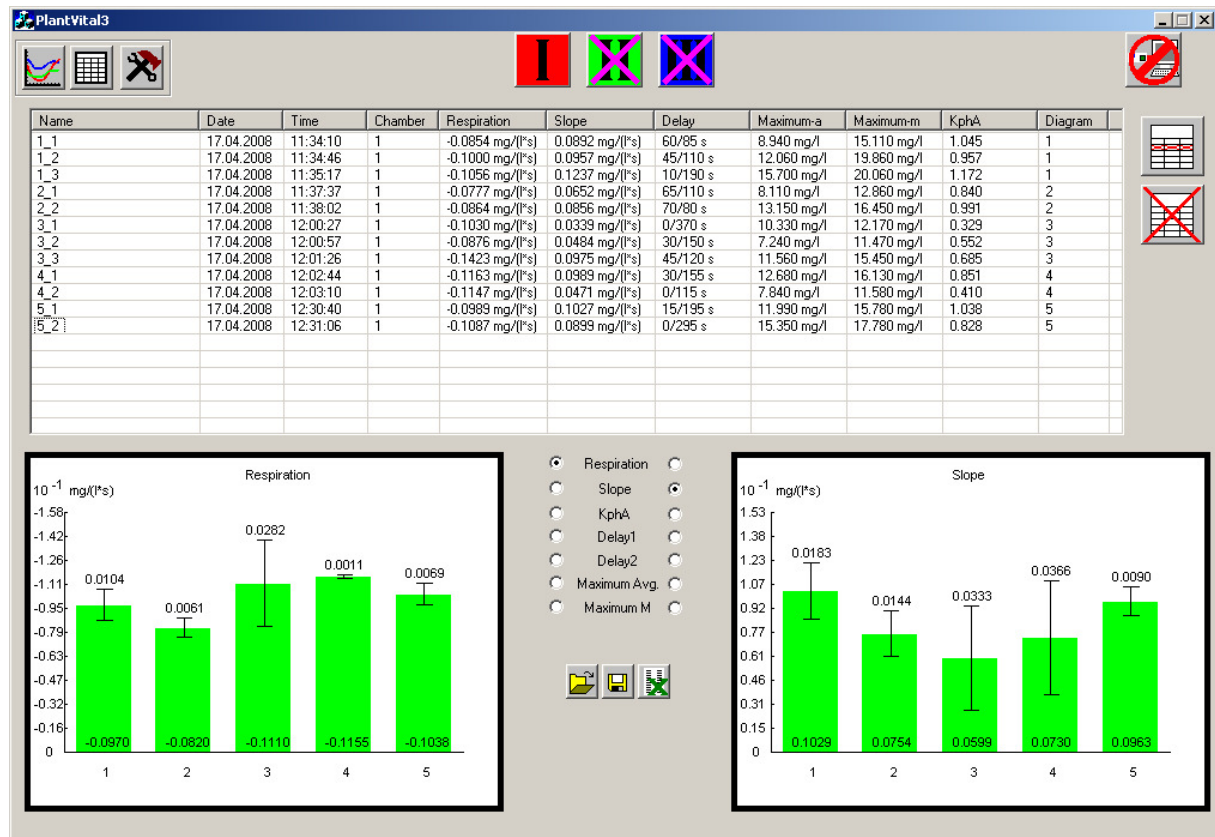 PlantVital3
I
Name Date Time Chamber Respiration Slope Delay Maximum-a Maximum-m KphA Diagram
1_1 17.04.2008 11:34:10 1 -0.0854 mg/(l*s) 0.0892 mg/(l*s) 60/85 s 8.940 mg/l 15.110 mg/l 1.045 1
1_2 17.04.2008 11:34:46 1 -0.1000 mg/(l*s) 0.0957 mg/(l*s) 45/110 s 12.060 mg/l 19.860 mg/l 0.957 1
1_3 17.04.2008 11:35:17 1 -0.1056 mg/(l*s) 0.1237 mg/(l*s) 10/190 s 15.700 mg/l 20.060 mg/l 1.172 1
2_1 17.04.2008 11:37:37 1 -0.0777 mg/(l*s) 0.0652 mg/(l*s) 65/110 s 8.110 mg/l 12.860 mg/l 0.840 2
2_2 17.04.2008 11:38:02 1 -0.0864 mg/(l*s) 0.0856 mg/(l*s) 70/80 s 13.150 mg/l 16.450 mg/l 0.991 2
3_1 17.04.2008 12:00:27 1 -0.1030 mg/(l*s) 0.0339 mg/(l*s) 0/370 s 10.330 mg/l 12.170 mg/l 0.329 3
3_2 17.04.2008 12:00:57 1 -0.0876 mg/(l*s) 0.0484 mg/(l*s) 30/150 s 7.240 mg/l 11.470 mg/l 0.552 3
3_3 17.04.2008 12:01:26 1 -0.1423 mg/(l*s) 0.0975 mg/(l*s) 45/120 s 11.560 mg/l 15.450 mg/l 0.685 3
4_1 17.04.2008 12:02:44 1 -0.1163 mg/(l*s) 0.0989 mg/(l*s) 30/155 s 12.680 mg/l 16.130 mg/l 0.851 4
4_2 17.04.2008 12:03:10 1 -0.1147 mg/(l*s) 0.0471 mg/(l*s) 0/115 s 7.840 mg/l 11.580 mg/l 0.410 4
5_1 17.04.2008 12:30:40 1 -0.0989 mg/(l*s) 0.1027 mg/(l*s) 15/195 s 11.990 mg/l 15.780 mg/l 1.038 5
5_2 17.04.2008 12:31:06 1 -0.1087 mg/(l*s) 0.0899 mg/(l*s) 0/295 s 15.350 mg/l 17.780 mg/l 0.828 5
Respiration
10 -1 mg/(l*s)
-1.58
-1.42
-1.26
-1.11
-0.95
-0.79
-0.63
-0.47
-0.32
-0.16
0
0.0104 0.0061 0.0282 0.0011 0.0069
-0.0970 -0.0820 -0.1110 -0.1155 -0.1038
1 2 3 4 5
Respiration
Slope
KphA
Delay1
Delay2
Maximum Avg.
Maximum M
Slope
10 -1 mg/(l*s)
1.53
1.38
1.23
1.07
0.92
0.77
0.61
0.46
0.31
0.15
0
0.0183 0.0144 0.0333 0.0366 0.0090
0.1029 0.0754 0.0599 0.0730 0.0963
1 2 3 4 5